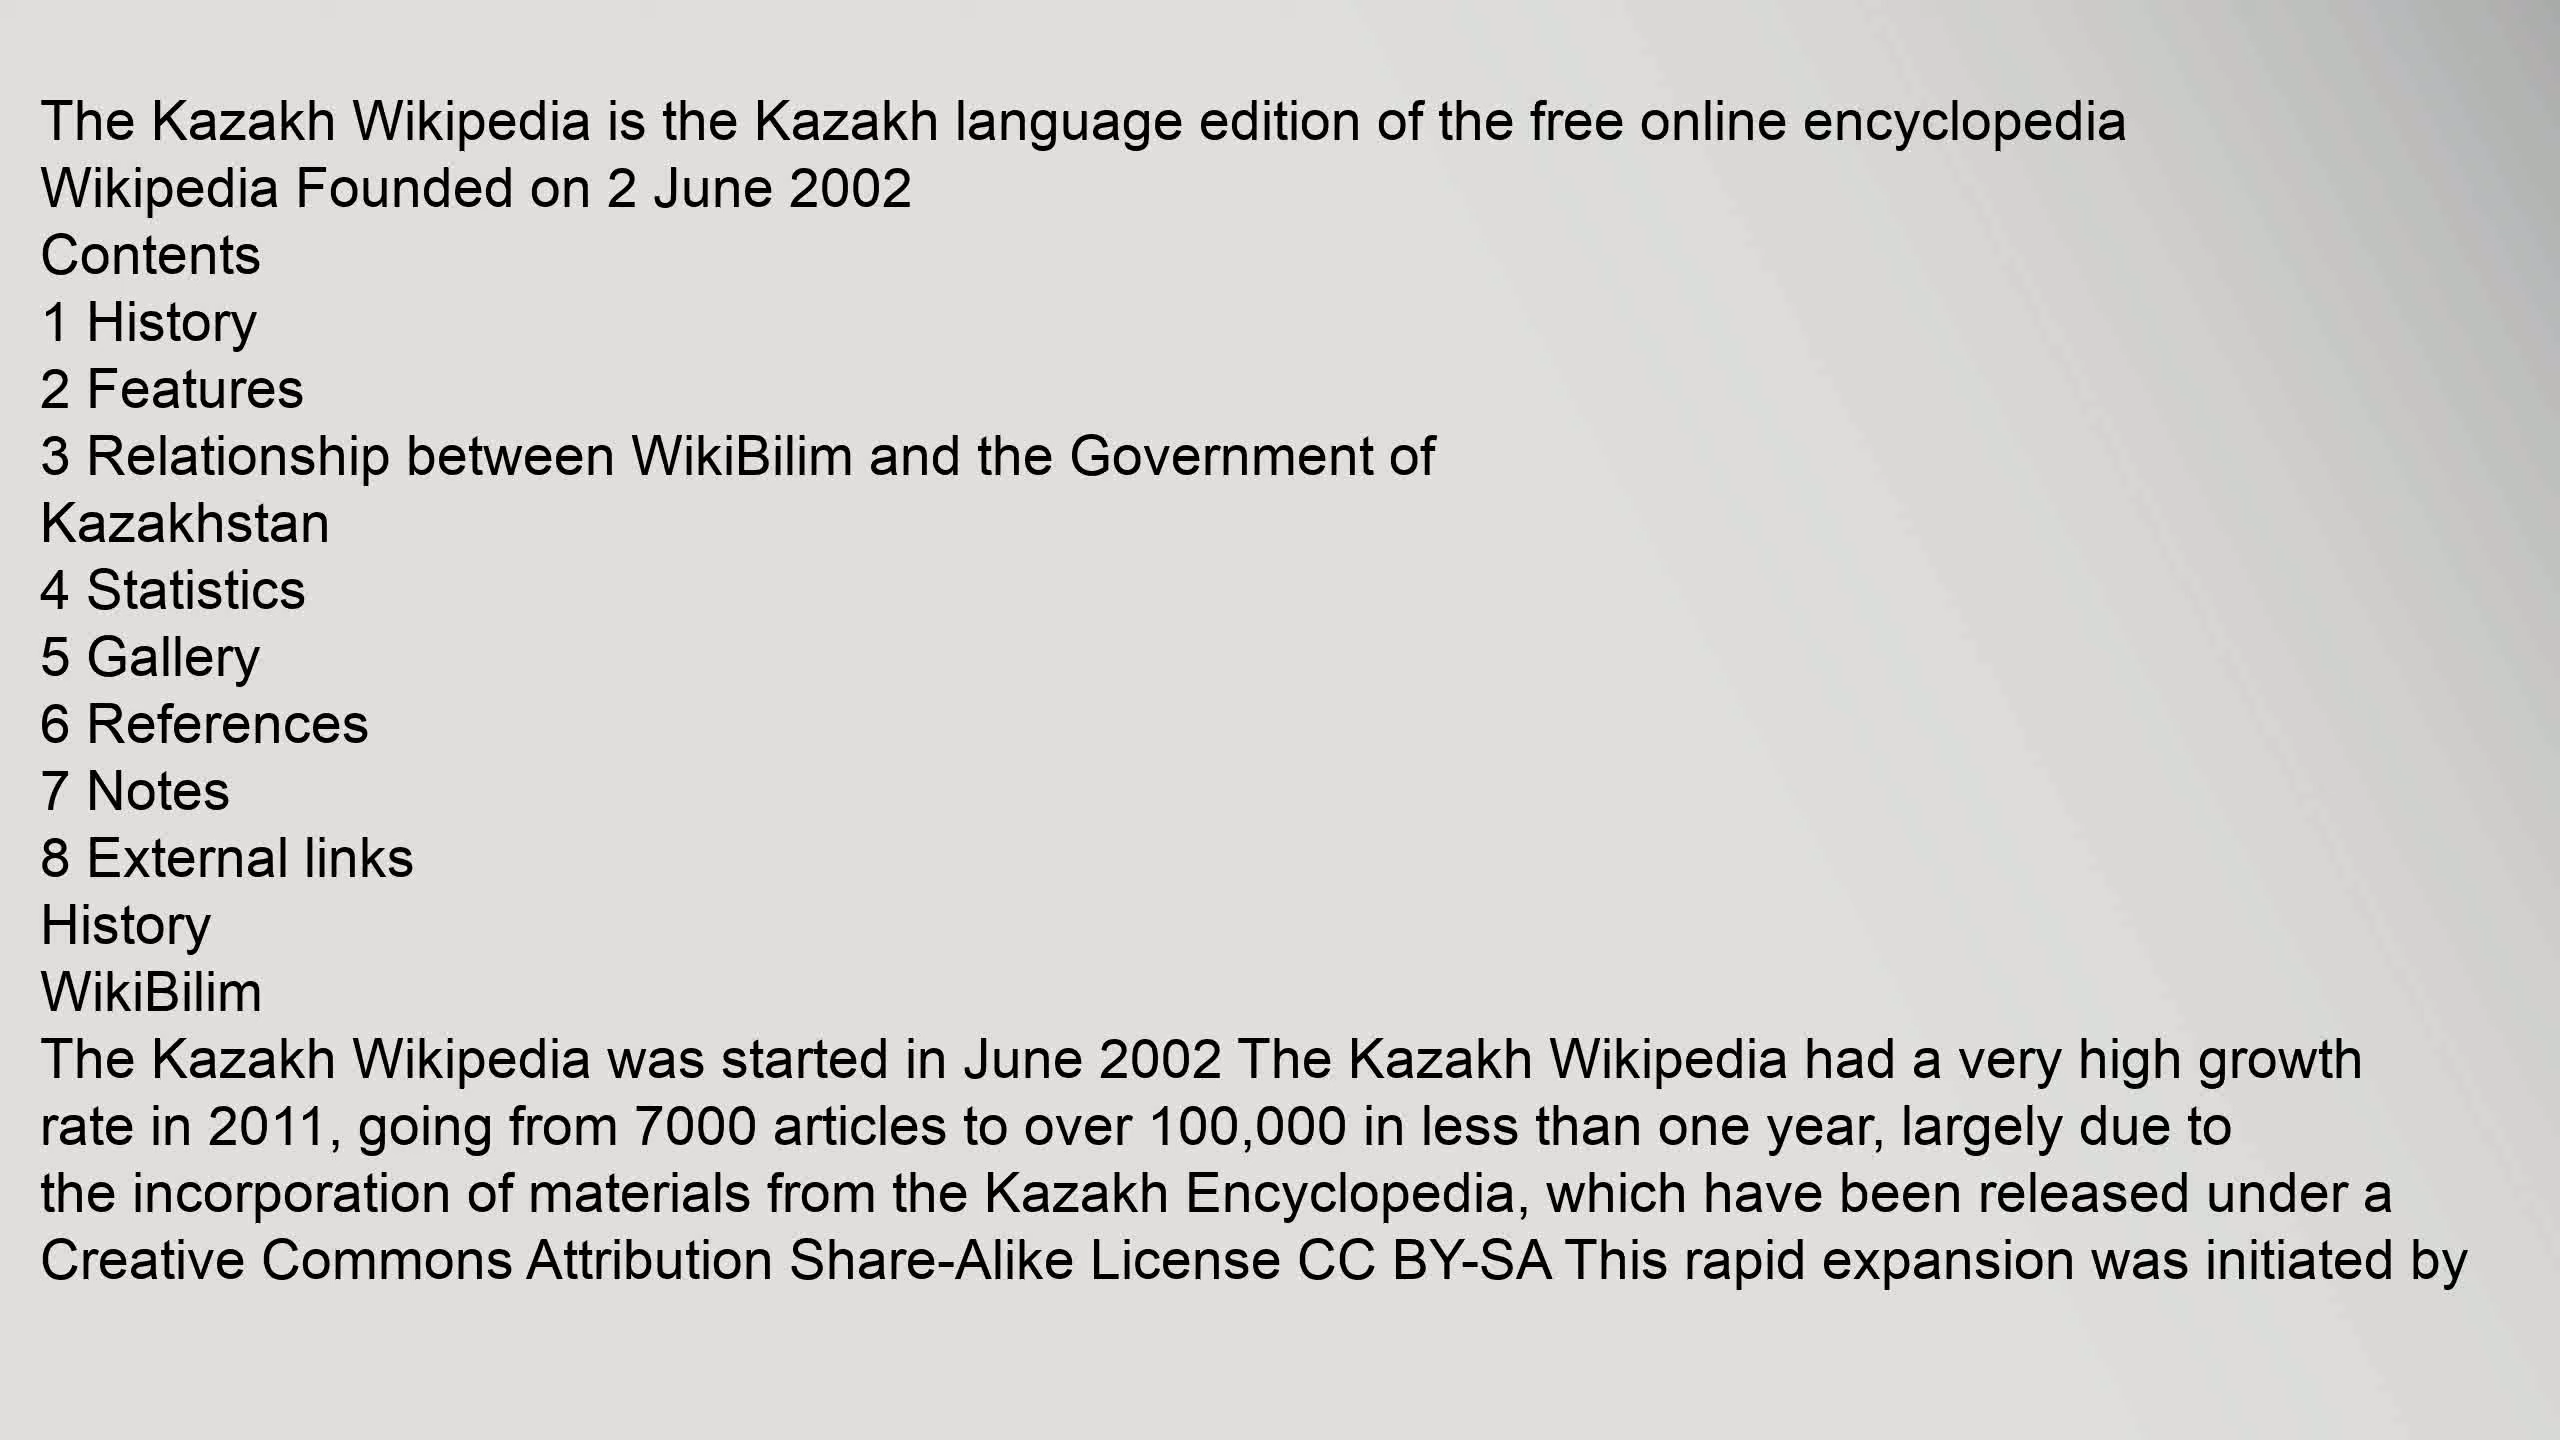 The Kazakh Wikipedia is the Kazakh language edition of the free online encyclopedia
Wikipedia Founded on 2 June 2002
Contents
1 History
2 Features
3 Relationship between WikiBilim and the Government of
Kazakhstan
4 Statistics
5 Gallery
6 References
7 Notes
8 External links
History
WikiBilim
The Kazakh Wikipedia was started in June 2002 The Kazakh Wikipedia had a very high growth
rate in 2011, going from 7000 articles to over 100,000 in less than one year, largely due to
the incorporation of materials from the Kazakh Encyclopedia, which have been released under a
Creative Commons Attribution Share-Alike License CC BY-SA This rapid expansion was initiated by